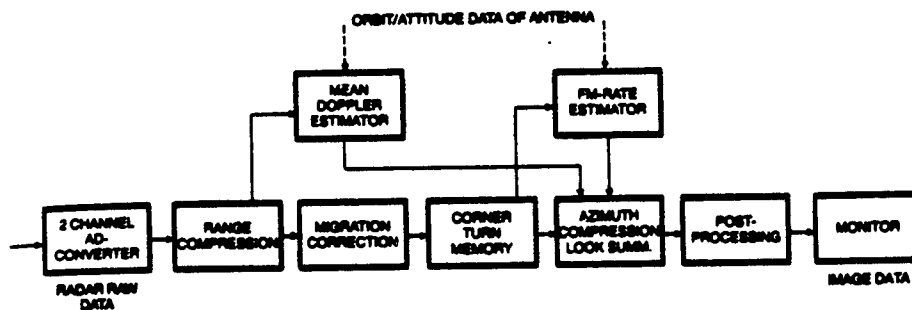 ORBIT/ATTITUDE DATA OF ANTENNA
MEAN
DOPPLER
ESTIMATOR
FM-RATE
ESTIMATOR
2 CHANNEL
AD-
CONVERTER
RANGE
COMPRESSION
MIGRATION
CORRECTION
CORNER
TURN
MEMORY
AZIMUTH
COMPRESSION
LOOK SUMM.
POST-
PROCESSING
MONITOR
RADAR RAW
DATA
IMAGE DATA